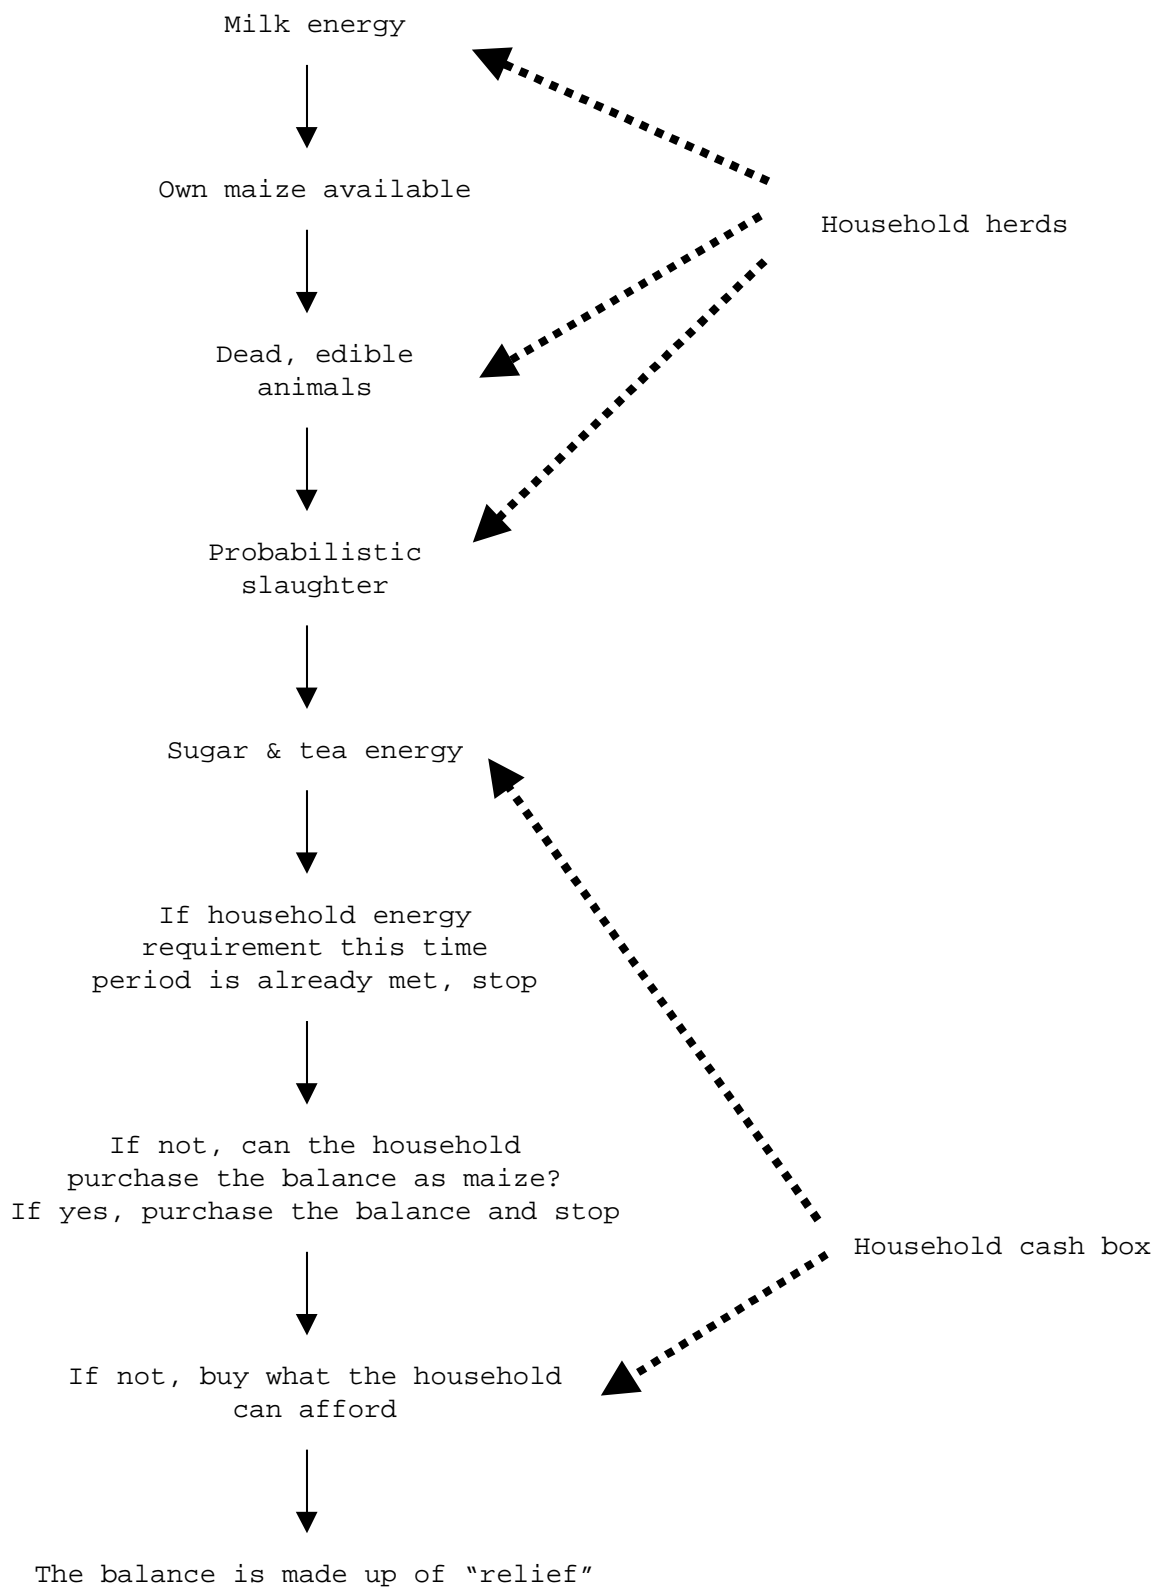 Milk energy
Own maize available
Household herds
Dead, edible
animals
Probabilistic
slaughter
Sugar & tea energy
If household energy
requirement this time
period is already met, stop
If not, can the household
purchase the balance as maize?
If yes, purchase the balance and stop
Household cash box
If not, buy what the household
can afford
The balance is made up of “relief”